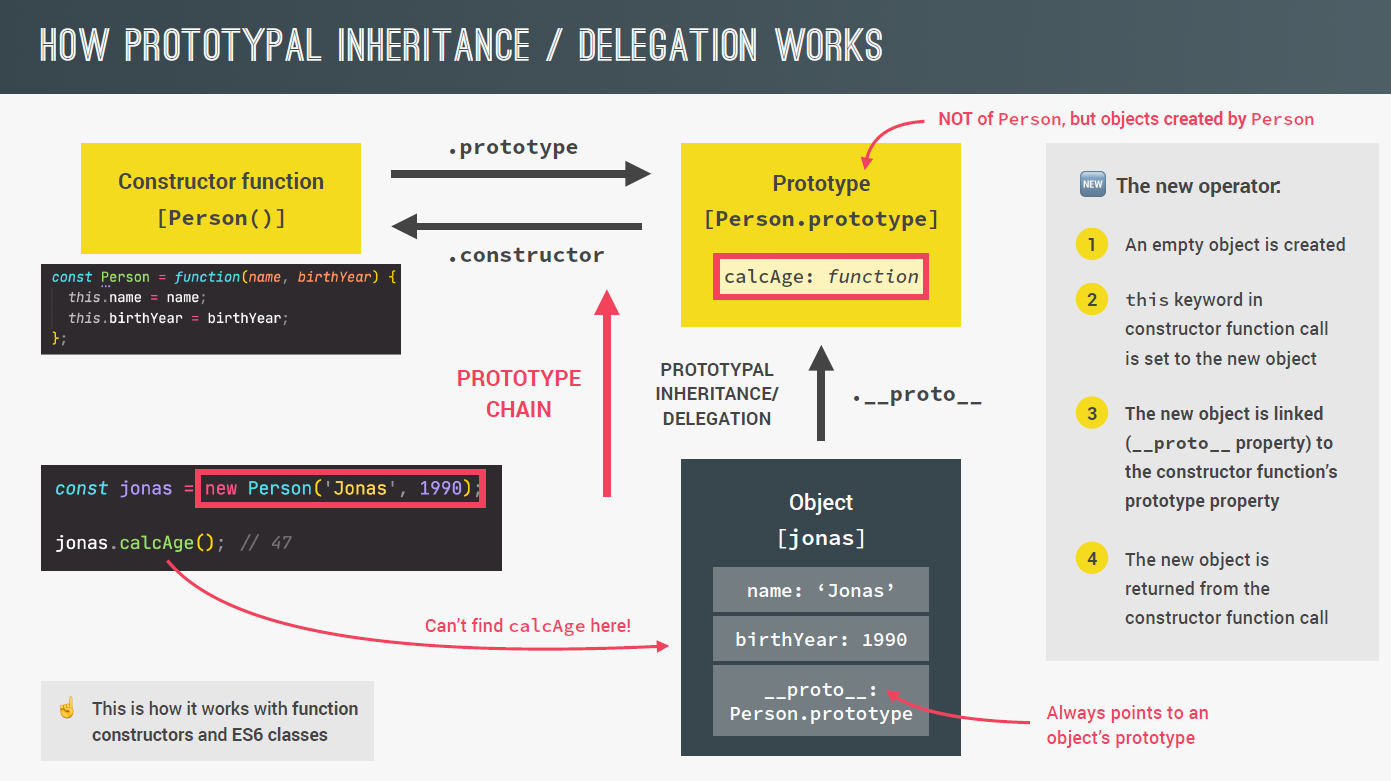 HOW PROTOTYPAL INHERITANCE / DELEGATION WORKS
Constructor function
[Person()]
const Person = function(name, birthYear) {
this.name = name;
this.birthYear = birthYear;
};
.prototype
.constructor
NOT of Person, but objects created by Person
Prototype
[Person.prototype]
calcAge: function
PROTOTYPE
CHAIN
PROTOTYPAL
INHERITANCE/
DELEGATION
.__proto__
const jonas = new Person('Jonas', 1990);
jonas.calcAge(); // 47
Can't find calcAge here!
Object
[jonas]
name: ‘Jonas’
birthYear: 1990
__proto__:
Person.prototype
Always points to an
object's prototype
☝ This is how it works with function
constructors and ES6 classes
NEW The new operator:
1 An empty object is created
2 this keyword in
constructor function call
is set to the new object
3 The new object is linked
(__proto__ property) to
the constructor function's
prototype property
4 The new object is
returned from the
constructor function call